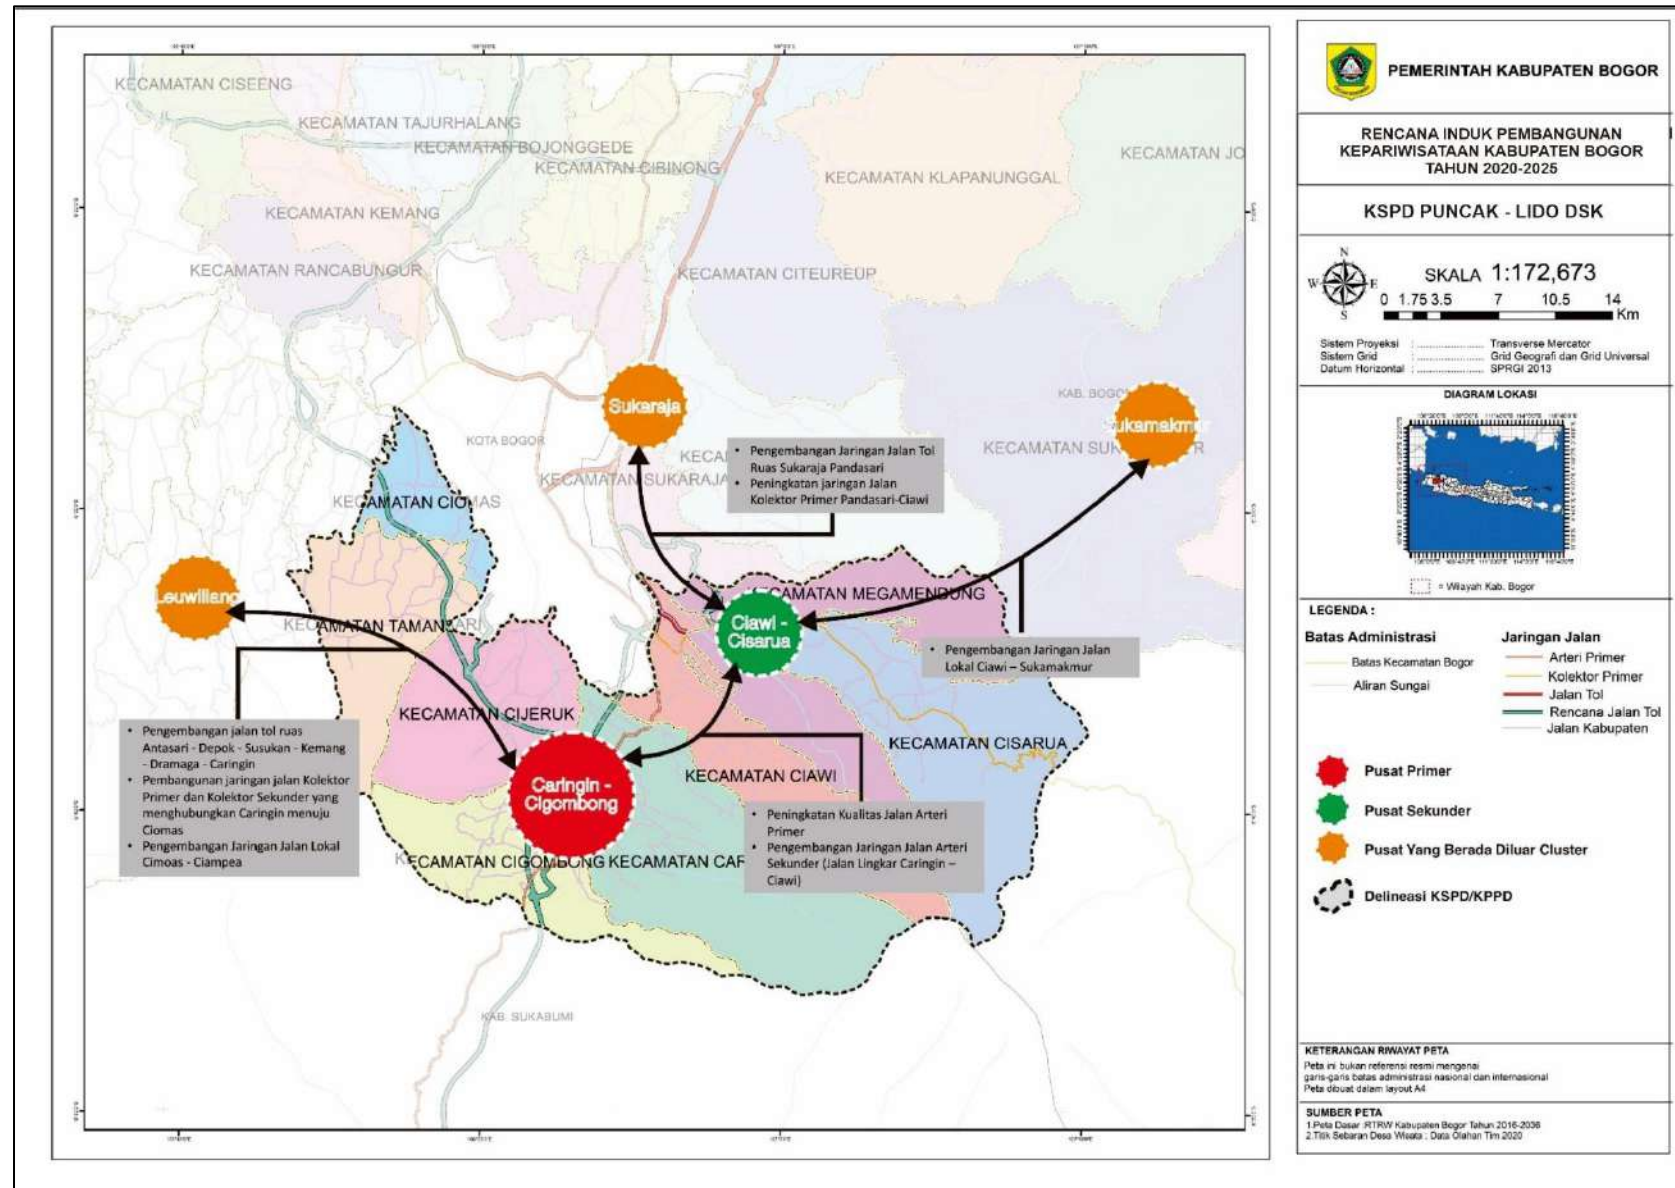 KECAMATAN CISEENG
KECAMATAN TAJURHALANG
KECAMATAN BOJONGGEDE
KECAMATAN CIBINONG
KECAMATAN KLAPANUNGGAL
KECAMATAN JO
KECAMATAN KEMANG
KECAMATAN RANCABUNGUR
KECAMATAN CITEUREUP
Sukaraja
KAB. BOGO
Sukamakmur
KOTA BOGOR
KECAMATAN SUKARAJA
KECAMATAN SU
• Pengembangan Jaringan Jalan Tol
Ruas Sukaraja Pandasari
• Peningkatan jaringan Jalan
Kolektor Primer Pandasari-Ciawi
KECAMATAN CIOMAS
Leuwiliang
KECAMATAN TAMANSARI
KECAMATAN MEGAMENDUNG
Ciawi -
Cisarua
• Pengembangan Jaringan Jalan
Lokal Ciawi – Sukamakmur
KECAMATAN CIJERUK
KECAMATAN CISARUA
KECAMATAN CIAWI
• Pengembangan jalan tol ruas
Antasari - Depok - Susukan - Kemang
- Dramaga - Caringin
• Pembangunan jaringan jalan Kolektor
Primer dan Kolektor Sekunder yang
menghubungkan Caringin menuju
Ciomas
• Pengembangan Jaringan Jalan Lokal
Cimoas - Ciampea
Caringin -
Cigombong
• Peningkatan Kualitas Jalan Arteri
Primer
• Pengembangan Jaringan Jalan Arteri
Sekunder (Jalan Lingkar Caringin –
Ciawi)
KECAMATAN CIGOMBONG
KECAMATAN CAR
KAB. SUKABUMI
PEMERINTAH KABUPATEN BOGOR
RENCANA INDUK PEMBANGUNAN
KEPARIWISATAAN KABUPATEN BOGOR
TAHUN 2020-2025
KSPD PUNCAK - LIDO DSK
N
W E
S
SKALA 1:172,673
0 1.75 3.5 7 10.5 14
Km
Sistem Proyeksi : .................. Transverse Mercator
Sistem Grid : .................. Grid Geografi dan Grid Universal
Datum Horizontal : .................. SPRGI 2013
DIAGRAM LOKASI
= Wilayah Kab. Bogor
LEGENDA :
Batas Administrasi
Batas Kecamatan Bogor
Aliran Sungai
Jaringan Jalan
Arteri Primer
Kolektor Primer
Jalan Tol
Rencana Jalan Tol
Jalan Kabupaten
Pusat Primer
Pusat Sekunder
Pusat Yang Berada Diluar Cluster
Delineasi KSPD/KPPD
KETERANGAN RIWAYAT PETA
Peta ini bukan referensi resmi mengenai
garis-garis batas administrasi nasional dan internasional
Peta dibuat dalam layout A4
SUMBER PETA
1.Peta Dasar :RTRW Kabupaten Bogor Tahun 2016-2036
2.Titik Sebaran Desa Wisata : Data Olahan Tim 2020